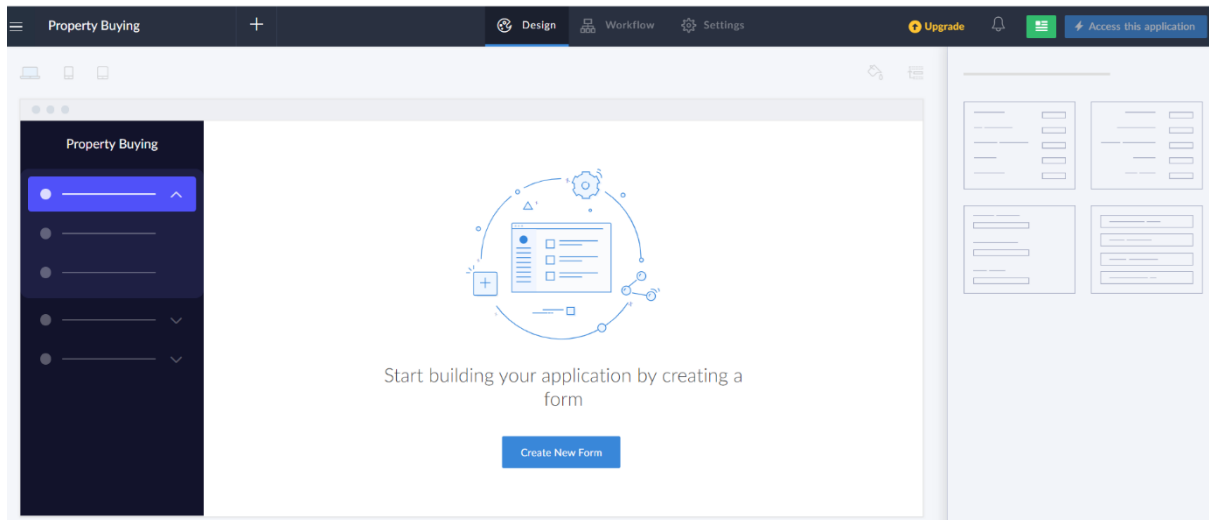 Property Buying
Design
Workflow
Settings
Upgrade
Access this application
Property Buying
Start building your application by creating a
form
Create New Form